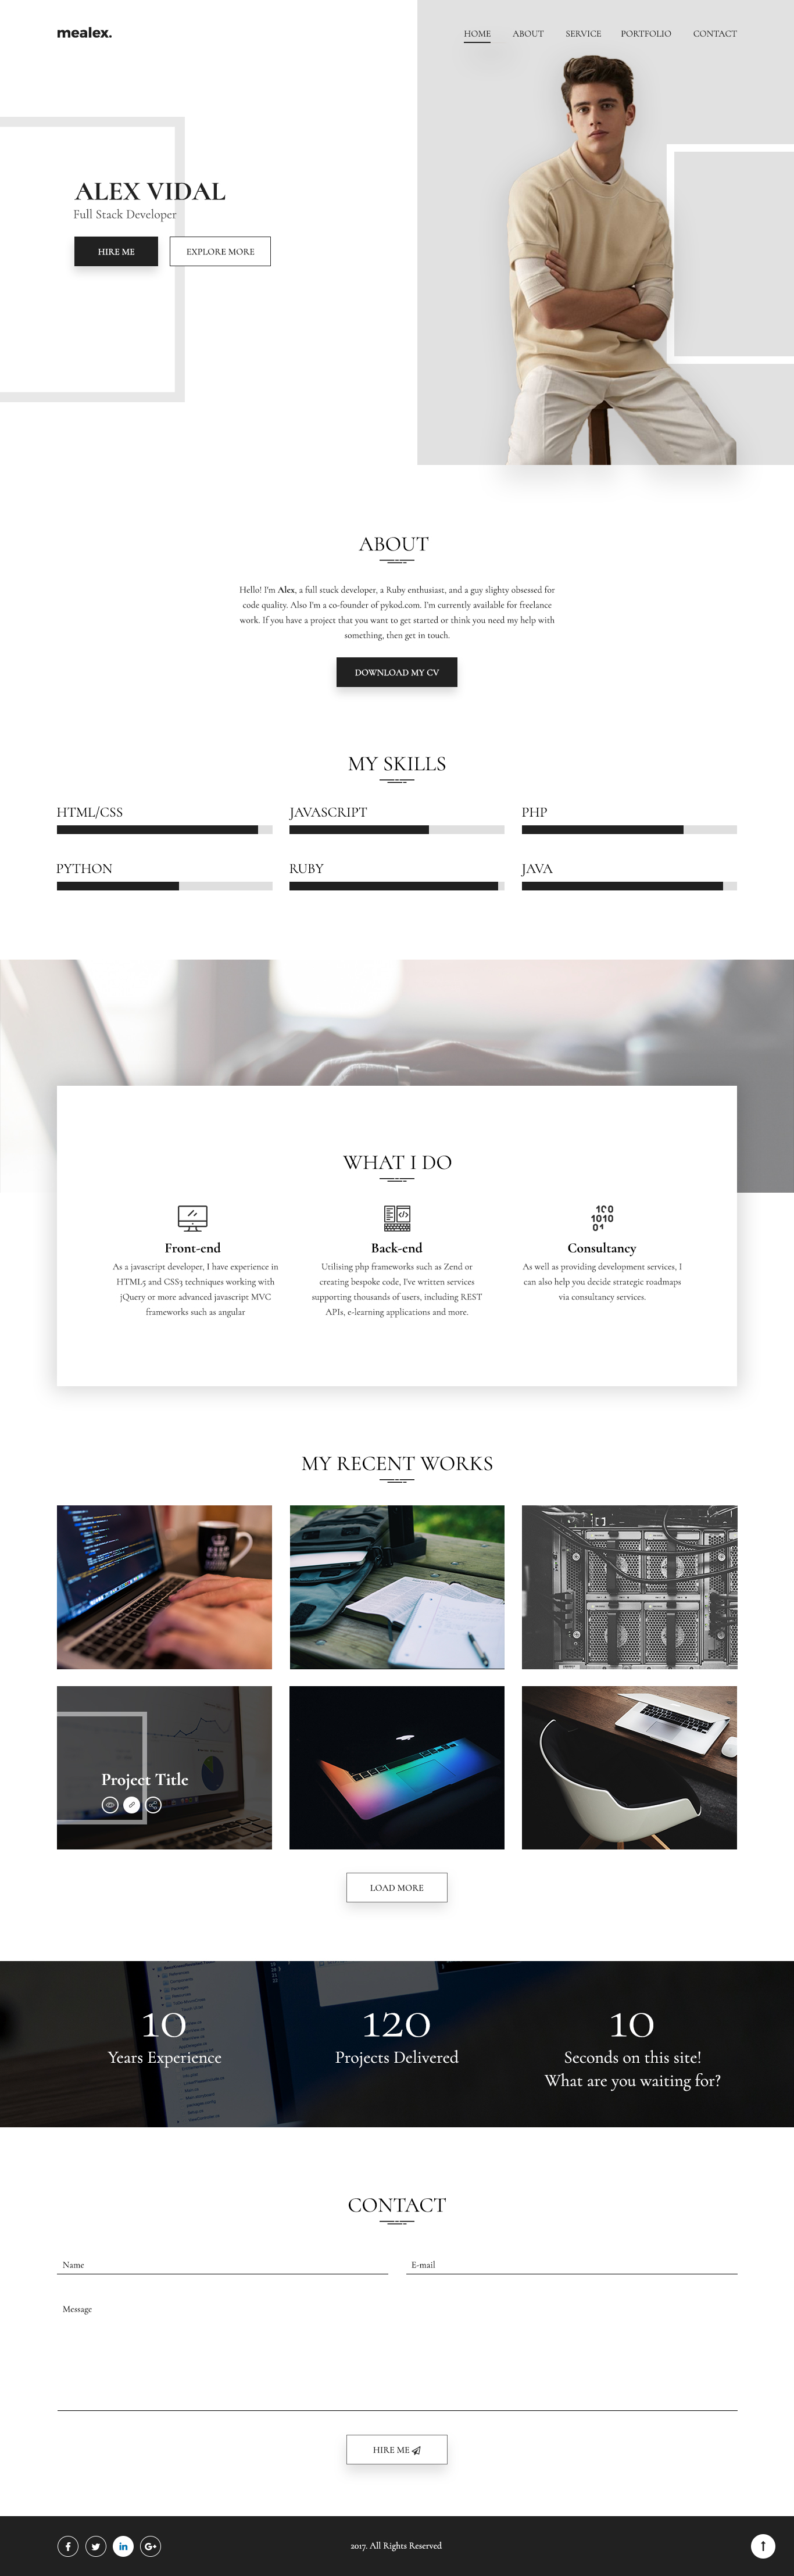 mealex.
HOME ABOUT SERVICE PORTFOLIO CONTACT
ALEX VIDAL
Full Stack Developer
HIRE ME
EXPLORE MORE
ABOUT
Hello! I'm Alex, a full stuck developer, a Ruby enthusiast, and a guy slighty obsessed for
code quality. Also I'm a co-founder of pykod.com. I'm currently available for freelance
work. If you have a project that you want to get started or think you need my help with
something, then get in touch.
DOWNLOAD MY CV
MY SKILLS
HTML/CSS
JAVASCRIPT
PHP
PYTHON
RUBY
JAVA
WHAT I DO
Front-end
As a javascript developer, I have experience in
HTML5 and CSS3 techniques working with
jQuery or more advanced javascript MVC
frameworks such as angular
Back-end
Utilising php frameworks such as Zend or
creating bespoke code, I've written services
supporting thousands of users, including REST
APIs, e-learning applications and more.
100
1010
01
Consultancy
As well as providing development services, I
can also help you decide strategic roadmaps
via consultancy services.
MY RECENT WORKS
Project Title
LOAD MORE
10
Years Experience
120
Projects Delivered
10
Seconds on this site!
What are you waiting for?
CONTACT
Name
E-mail
Message
HIRE ME
2017. All Rights Reserved